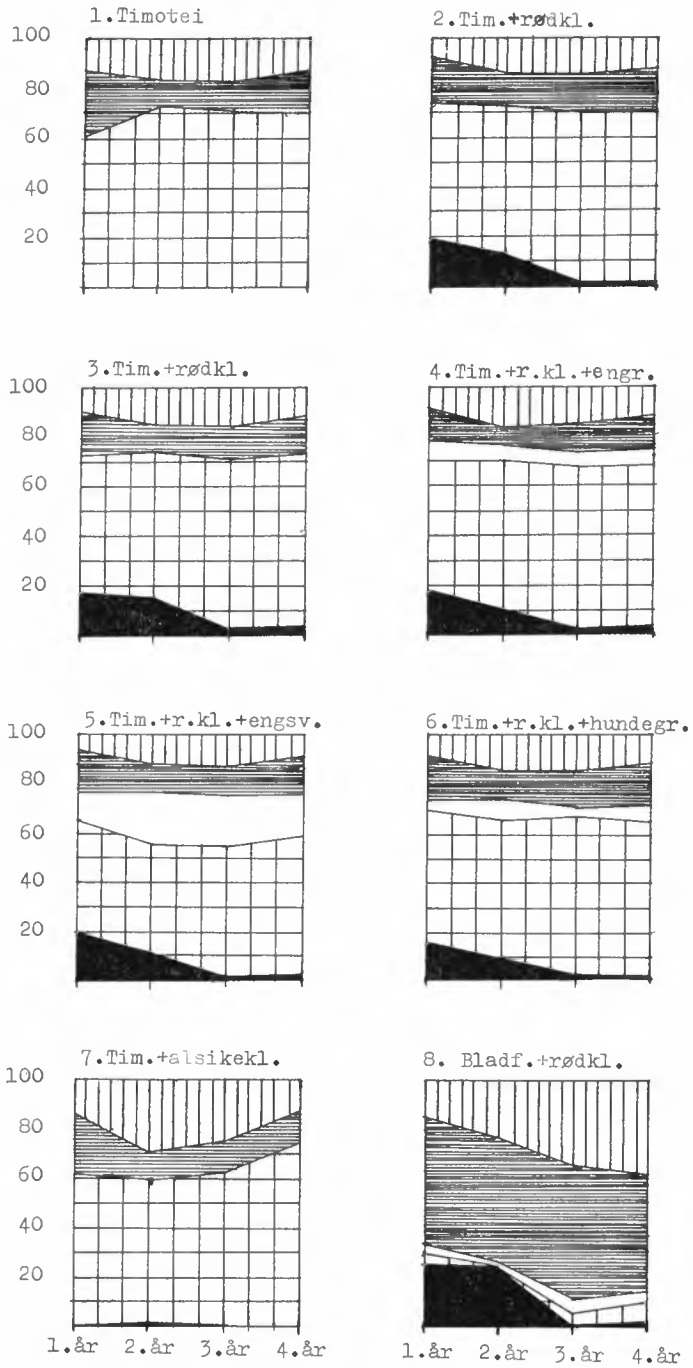 1.Timotei
2.Tim.+rødkl.
100
80
60
40
20
3.Tim.+rødkl.
4.Tim.+r.kl.+engr.
100
80
60
40
20
5.Tim.+r.kl.+engsv.
6.Tim.+r.kl.+hundegr.
100
80
60
40
20
7.Tim.+alsikekl.
8. Bladf.+rødkl.
100
80
60
40
20
1.år 2.år 3.år 4.år
1.år 2.år 3.år 4.år